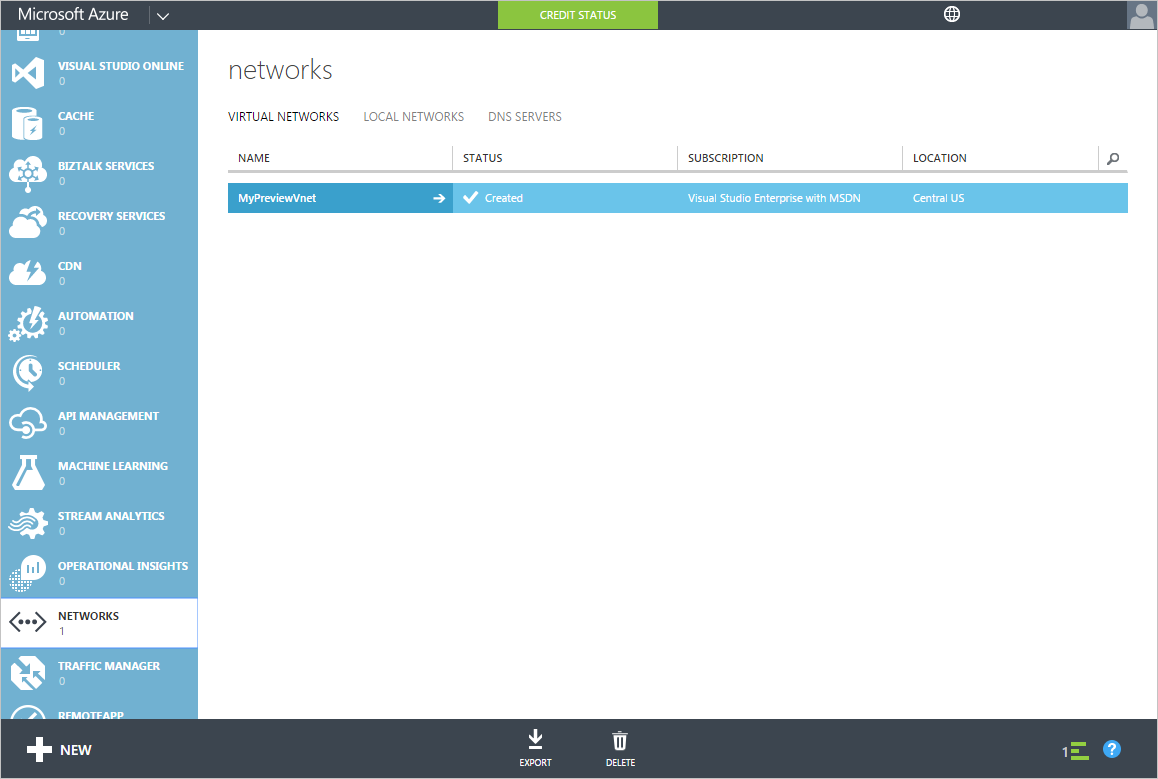 Microsoft Azure
CREDIT STATUS
0
VISUAL STUDIO ONLINE
0
CACHE
0
BIZTALK SERVICES
0
RECOVERY SERVICES
0
CDN
0
AUTOMATION
0
SCHEDULER
0
API MANAGEMENT
0
MACHINE LEARNING
0
STREAM ANALYTICS
0
OPERATIONAL INSIGHTS
0
NETWORKS
1
TRAFFIC MANAGER
0
REMOTEAPP
networks
VIRTUAL NETWORKS LOCAL NETWORKS DNS SERVERS
NAME STATUS SUBSCRIPTION LOCATION
MyPreviewVnet Created Visual Studio Enterprise with MSDN Central US
NEW
EXPORT
DELETE
1
?